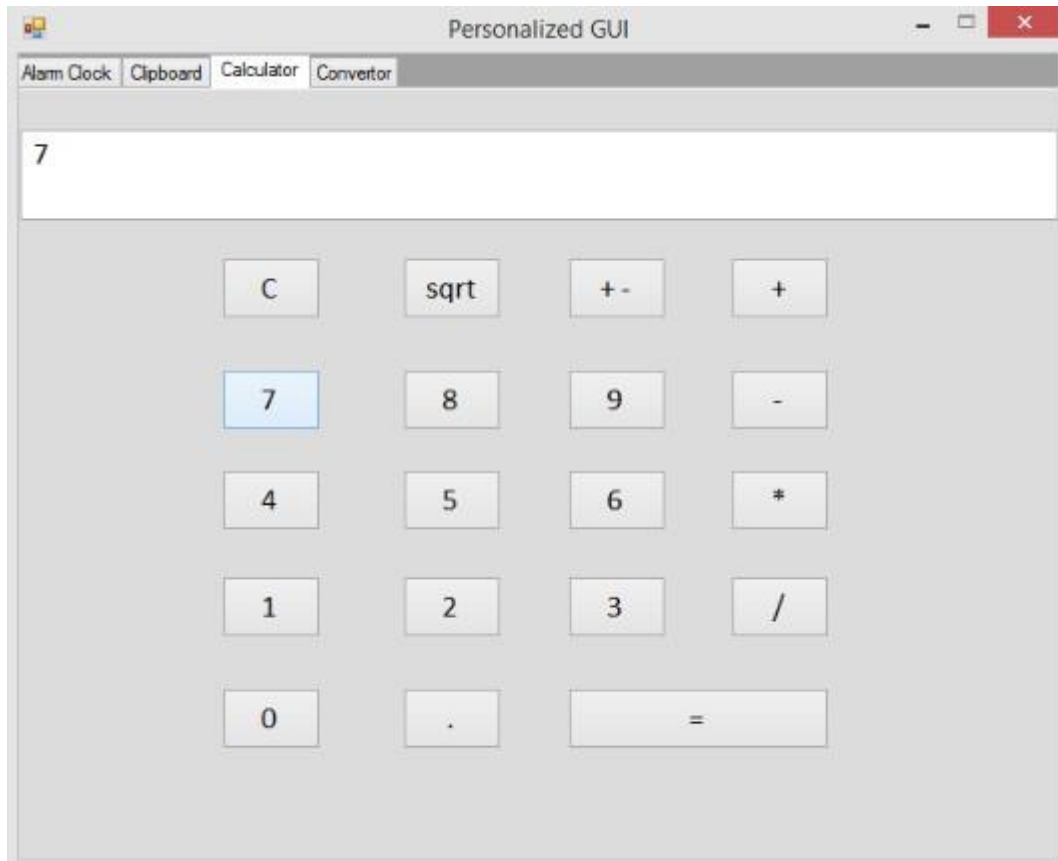 Personalized GUI
Alarm Clock Clipboard Calculator Convertor
7
C sqrt + - +
7 8 9 -
4 5 6 *
1 2 3 /
0 . =